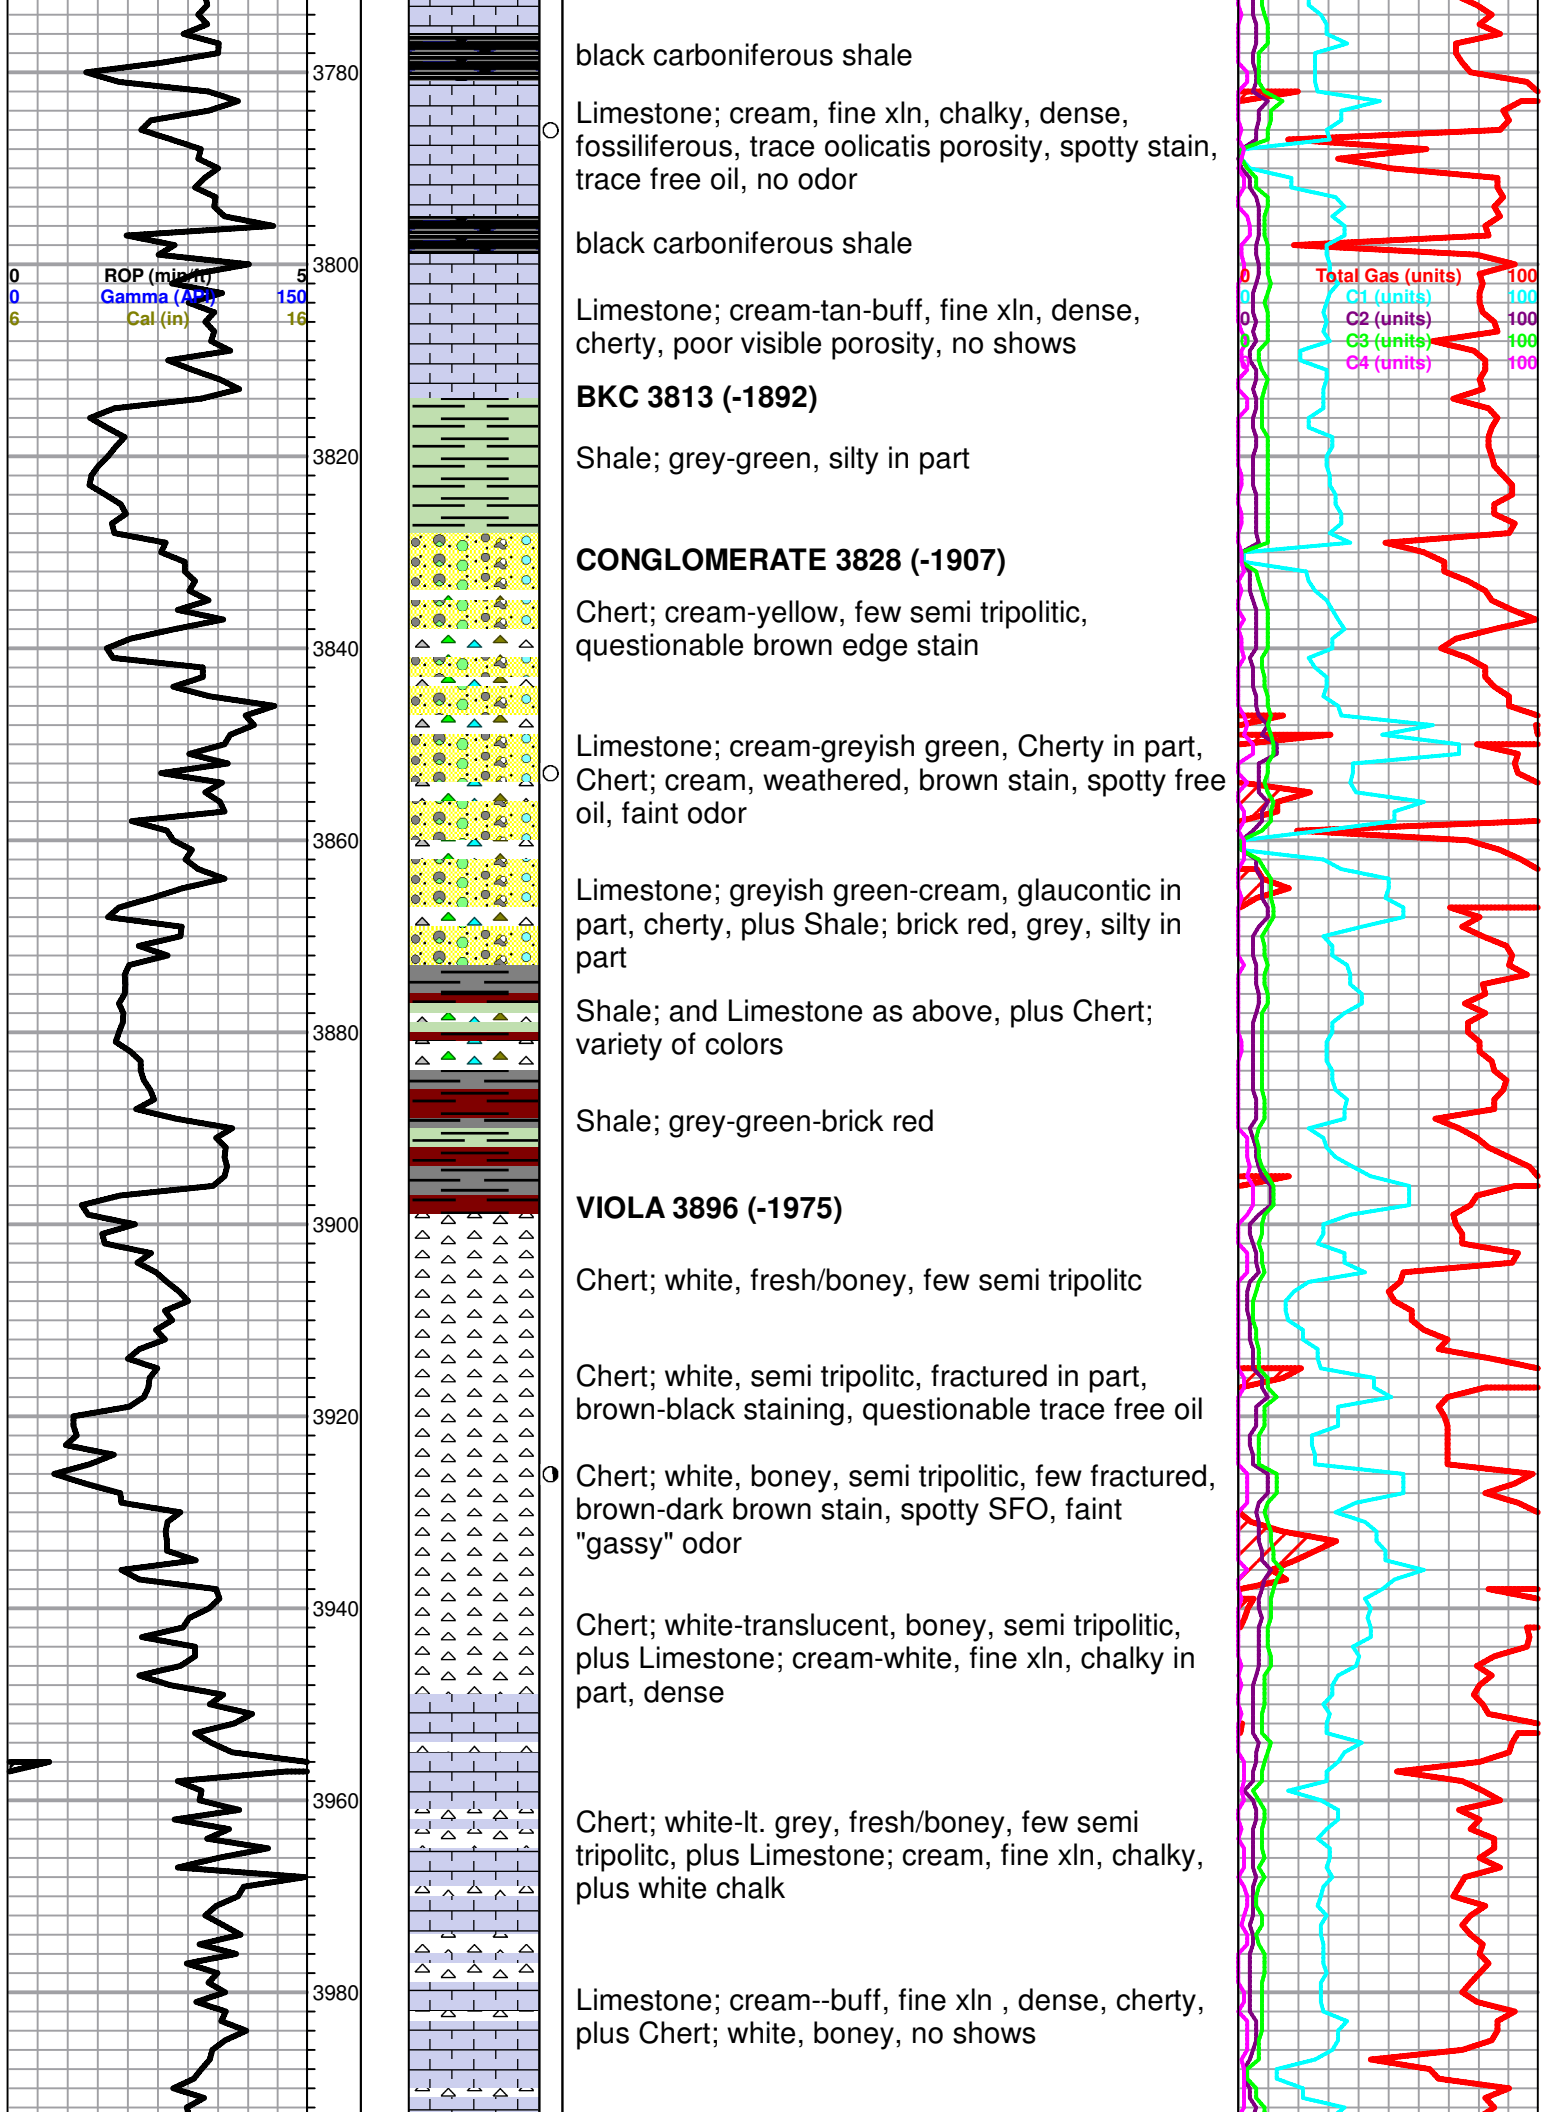 black carboniferous shale
3780
Limestone; cream, fine xln, chalky, dense,
fossiliferous, trace oolicatis porosity, spotty stain,
trace free oil, no odor
black carboniferous shale
3800
0 ROP (min/ft) 5
0 Gamma (API) 150
6 Cal (in) 16
0 Total Gas (units) 100
0 C1 (units) 100
0 C2 (units) 100
0 C3 (units) 100
0 C4 (units) 100
Limestone; cream-tan-buff, fine xln, dense,
cherty, poor visible porosity, no shows
BKC 3813 (-1892)
3820
Shale; grey-green, silty in part
CONGLOMERATE 3828 (-1907)
Chert; cream-yellow, few semi tripolitic,
questionable brown edge stain
3840
Limestone; cream-greyish green, Cherty in part,
Chert; cream, weathered, brown stain, spotty free
oil, faint odor
3860
Limestone; greyish green-cream, glaucontic in
part, cherty, plus Shale; brick red, grey, silty in
part
Shale; and Limestone as above, plus Chert;
variety of colors
3880
Shale; grey-green-brick red
VIOLA 3896 (-1975)
3900
Chert; white, fresh/boney, few semi tripolitc
Chert; white, semi tripolitc, fractured in part,
brown-black staining, questionable trace free oil
3920
Chert; white, boney, semi tripolitic, few fractured,
brown-dark brown stain, spotty SFO, faint
"gassy" odor
3940
Chert; white-translucent, boney, semi tripolitic,
plus Limestone; cream-white, fine xln, chalky in
part, dense
3960
Chert; white-lt. grey, fresh/boney, few semi
tripolitc, plus Limestone; cream, fine xln, chalky,
plus white chalk
3980
Limestone; cream--buff, fine xln , dense, cherty,
plus Chert; white, boney, no shows